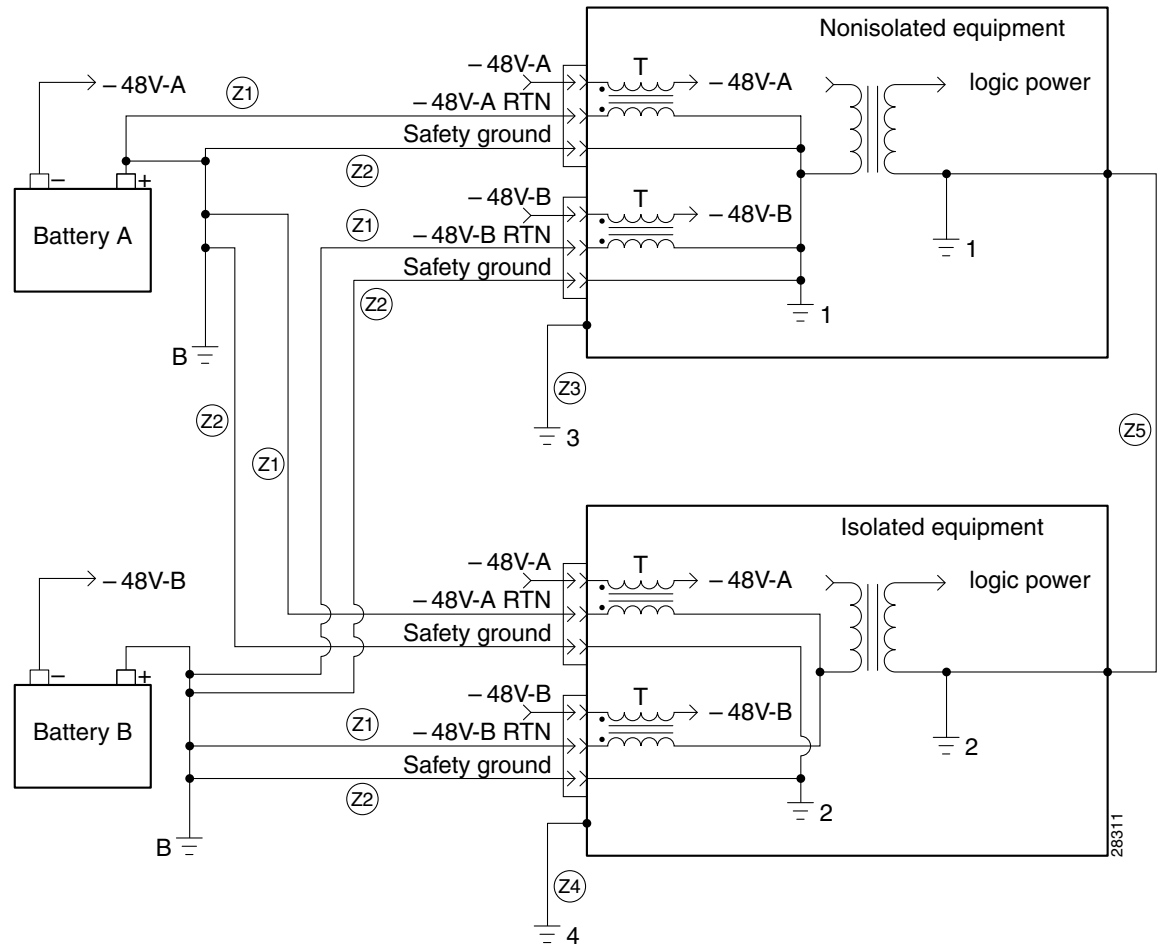 Nonisolated equipment
– 48V-A
T
– 48V-A
Z1
– 48V-A
– 48V-A RTN
logic power
Safety ground
Z2
– +
Battery A
– 48V-B
T
Z1
– 48V-B
– 48V-B RTN
Safety ground
1
Z2
1
B
Z3
Z2
3
Z5
Z1
Isolated equipment
– 48V-A
T
– 48V-B
– 48V-A
logic power
– 48V-A RTN
Safety ground
– +
– 48V-B
T
Battery B
Z1
– 48V-B
– 48V-B RTN
2
Safety ground
Z2
2
B
28311
Z4
4